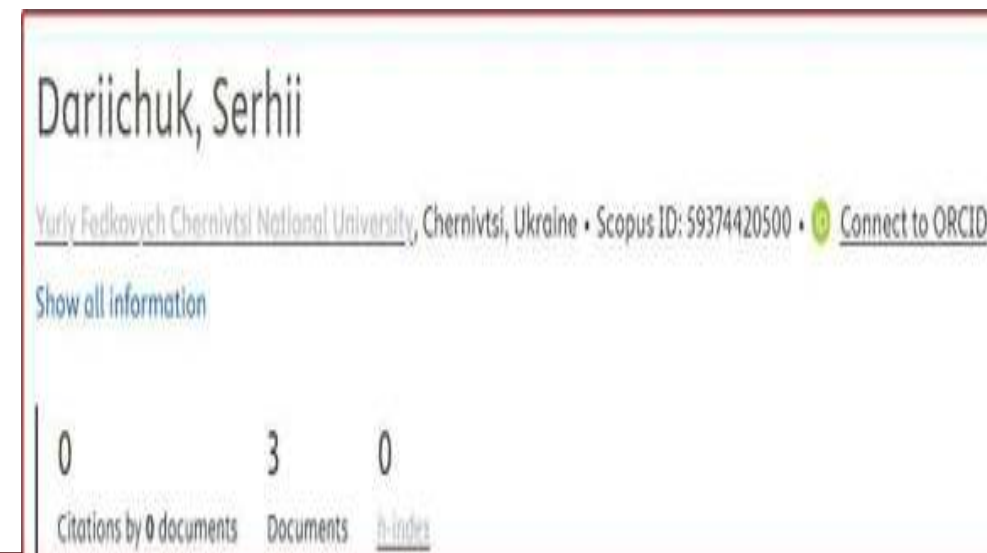 Dariichuk, Serhii
Yuriy Fedkovych Chernivtsi National University, Chernivtsi, Ukraine • Scopus ID: 59374420500 • iD Connect to ORCID
Show all information
0 3 0
Citations by 0 documents Documents h-index